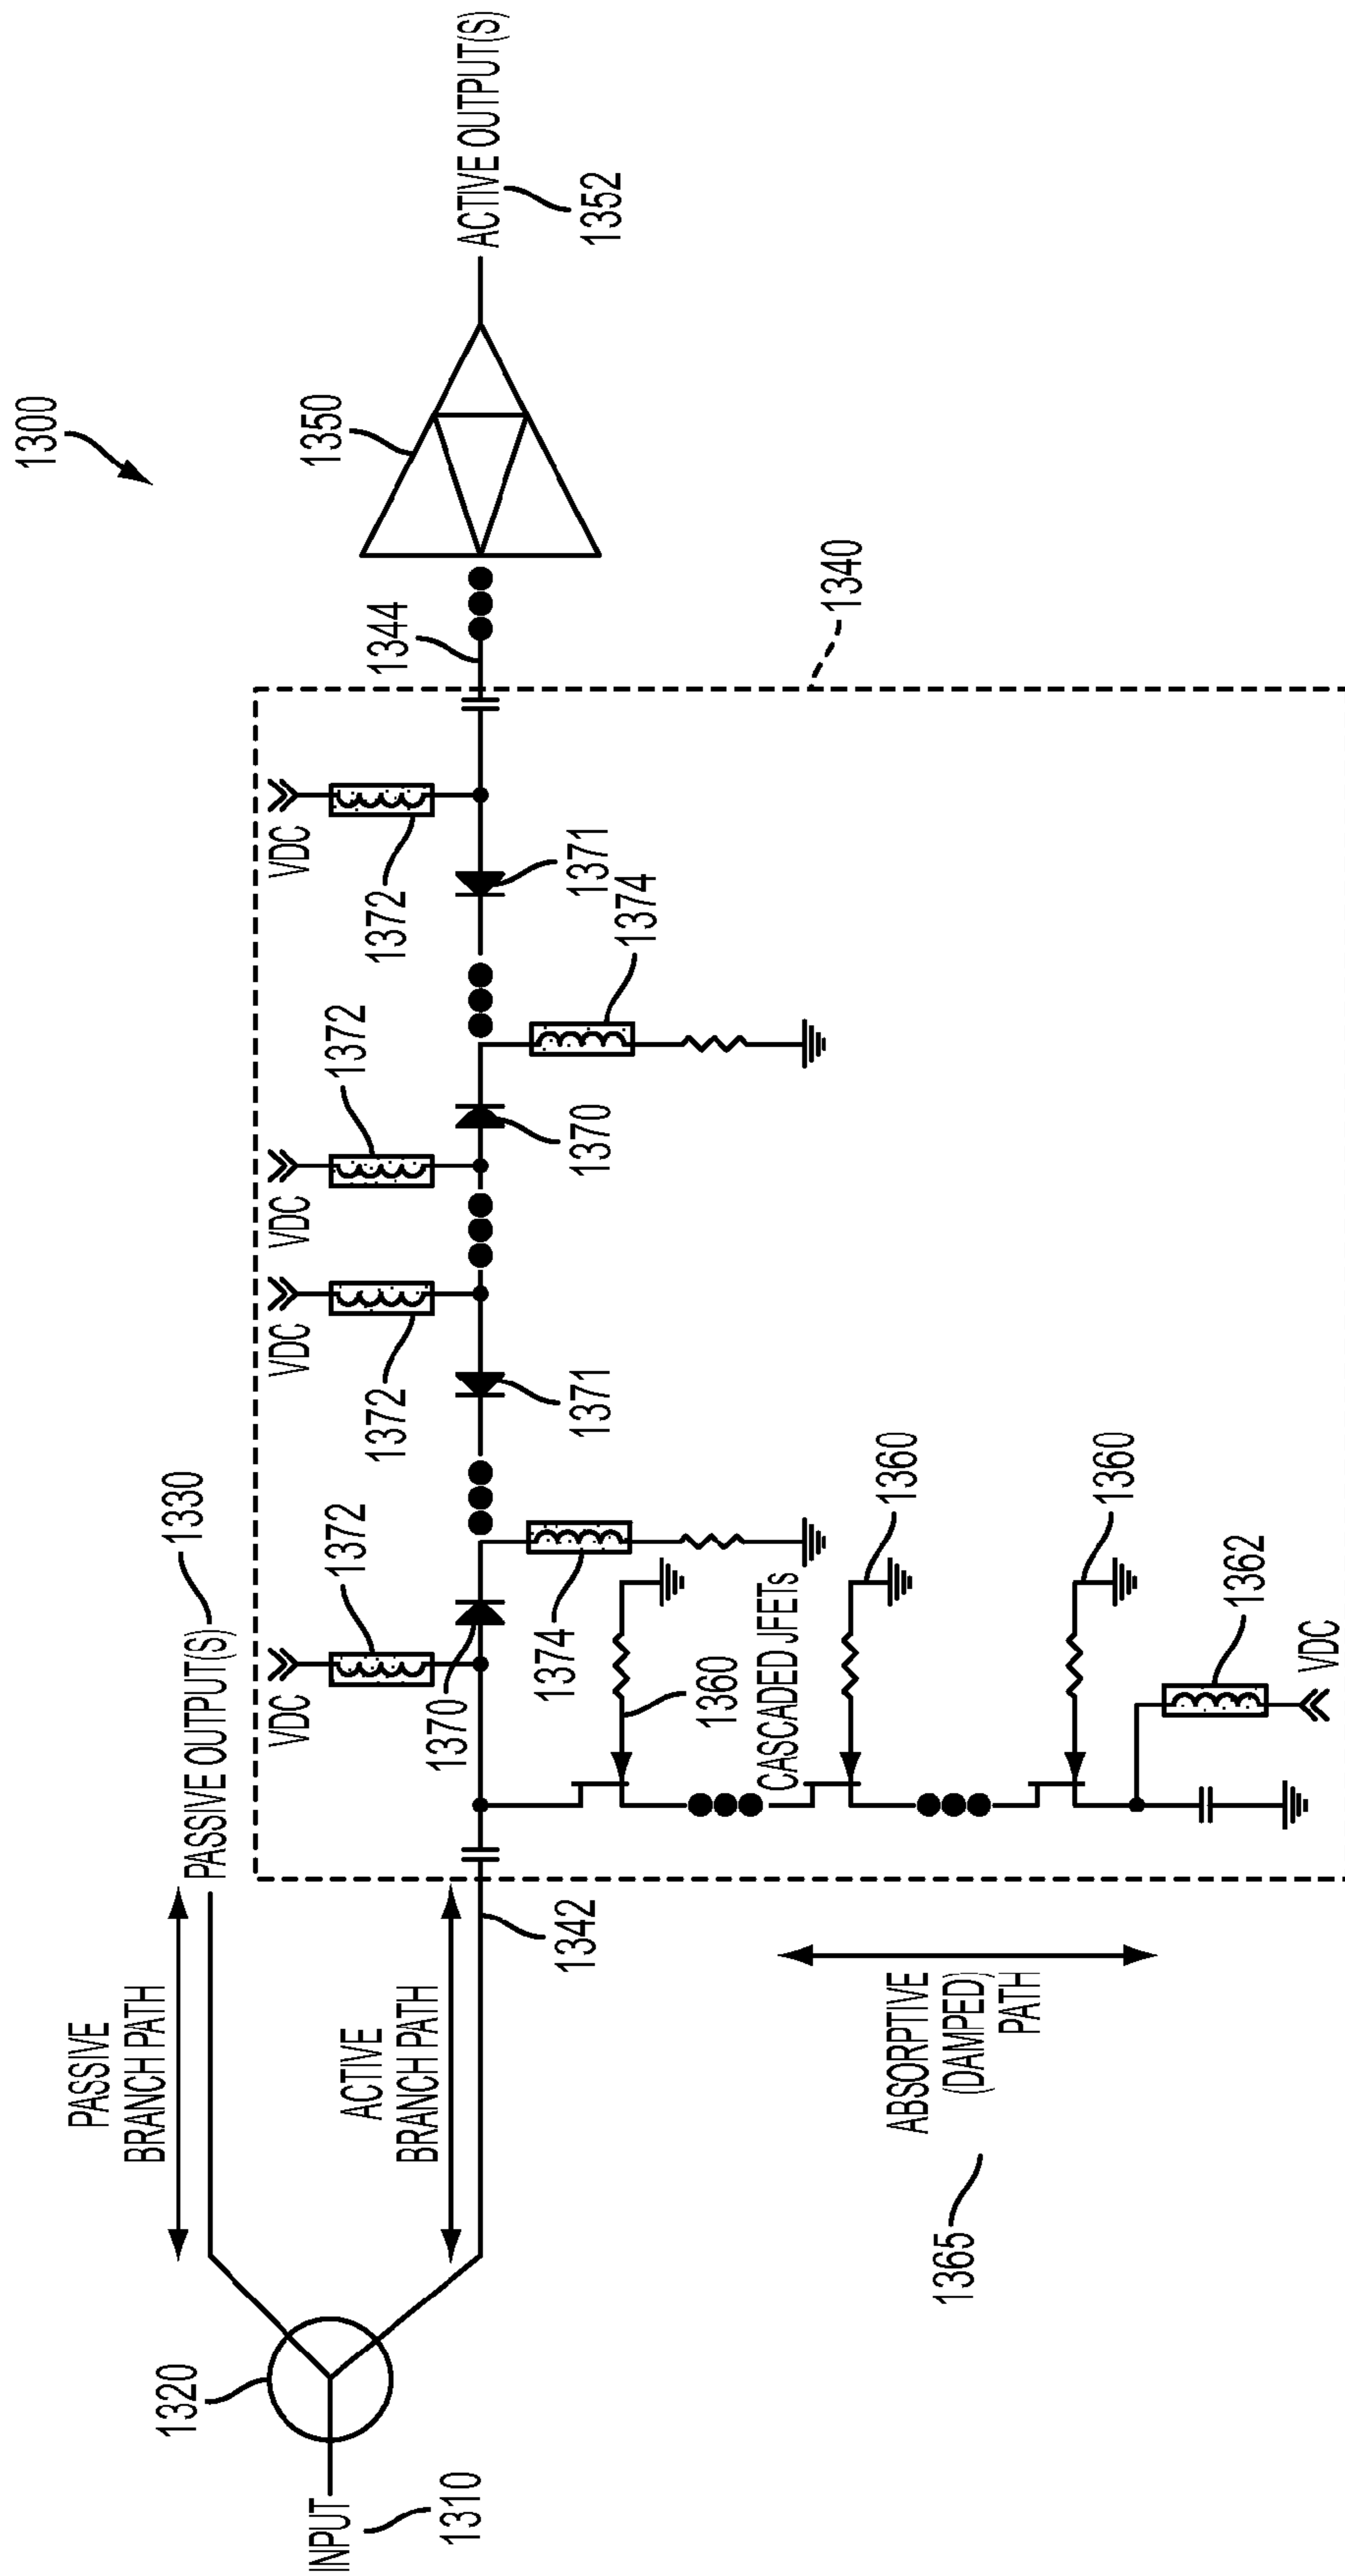 1300
PASSIVE
BRANCH PATH
PASSIVE OUTPUT(S)
1330
1320
INPUT
1310
ACTIVE
BRANCH PATH
1342
VDC
1372
VDC
1372
VDC
1372
VDC
1372
1370
1371
1370
1371
1374
1374
1344
1350
ACTIVE OUTPUT(S)
1352
1340
1360
CASCADED JFETs
1360
1360
1362
VDC
ABSORPTIVE
(DAMPED)
PATH
1365